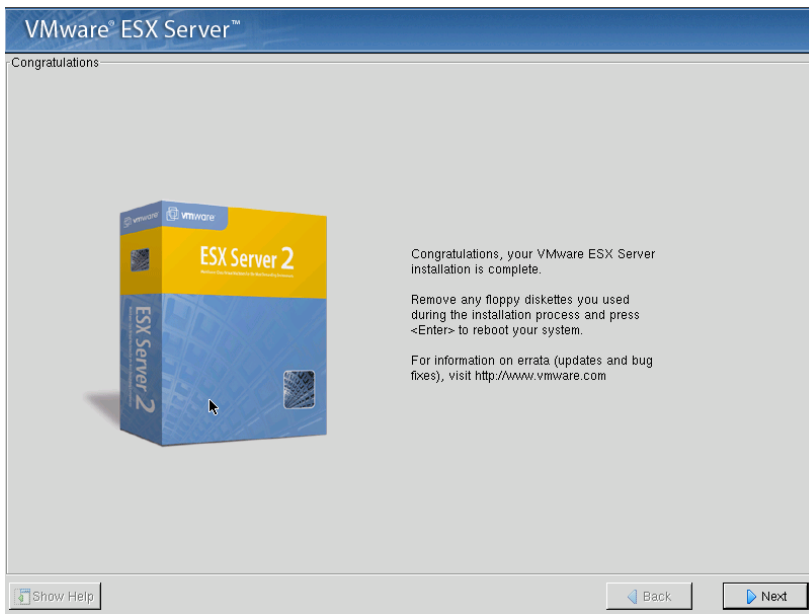 VMware® ESX Server™
Congratulations
vmware
vmware
ESX Server 2
ESX Server 2
Congratulations, your VMware ESX Server
installation is complete.
Remove any floppy diskettes you used
during the installation process and press
<Enter> to reboot your system.
For information on errata (updates and bug
fixes), visit http://www.vmware.com
Show Help
Back
Next